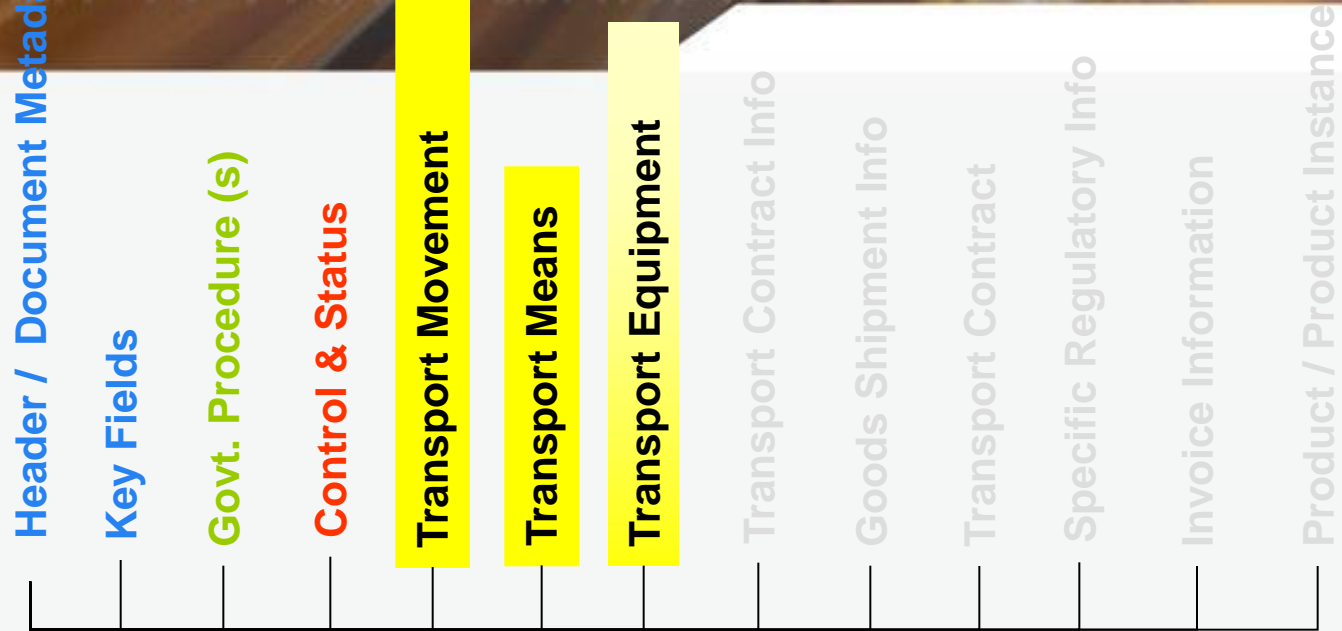 Header / Document
Key Fields
Govt. Procedure (s)
Control & Status
Transport Movement
Transport Means
Transport Equipment
Transport Contract Info
Goods Shipment Info
Transport Contract
Specific Regulatory Info
Invoice Information
Product / Product Instance